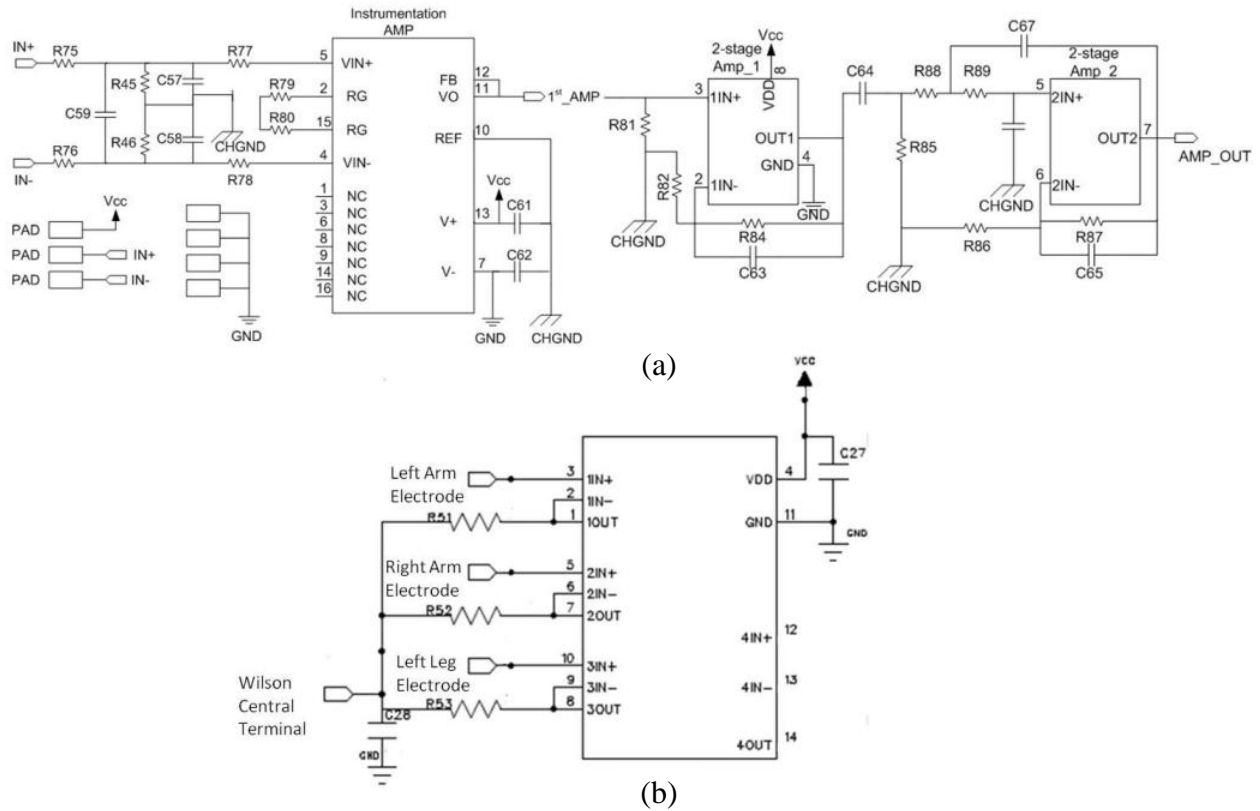 Instrumentation
AMP
IN+
R75
R77
5
VIN+
R45
C57
C59
R46
C58
CHGND
R79
2
RG
R80
15
RG
IN-
R76
R78
4
VIN-
FB
12
VO
11
1st_AMP
REF
10
Vcc
V+
13
C61
V-
7
C62
GND
CHGND
1
NC
3
NC
6
NC
8
NC
9
NC
14
NC
16
NC
Vcc
PAD
PAD
IN+
PAD
IN-
GND
2-stage
Amp_1
Vcc
8
VDD
3
1IN+
R81
R82
OUT1
GND
4
GND
2
1IN-
CHGND
R84
C63
C64
R88
R89
C67
R85
2-stage
Amp_2
5
2IN+
OUT2
7
AMP_OUT
CHGND
6
2IN-
R86
R87
C65
CHGND
(a)
VCC
C27
Left Arm
Electrode
3
1IN+
2
1IN-
R51
1
1OUT
VDD
4
GND
11
GND
Right Arm
Electrode
5
2IN+
6
2IN-
R52
7
2OUT
Left Leg
Electrode
10
3IN+
9
3IN-
R53
8
3OUT
4IN+
12
4IN-
13
4OUT
14
Wilson
Central
Terminal
C28
GND
(b)